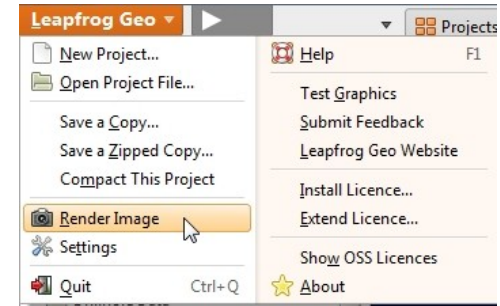 Leapfrog Geo
Projects
New Project...
Open Project File...
Save a Copy...
Save a Zipped Copy...
Compact This Project
Render Image
Settings
Quit Ctrl+Q
Help F1
Test Graphics
Submit Feedback
Leapfrog Geo Website
Install Licence...
Extend Licence...
Show OSS Licences
About